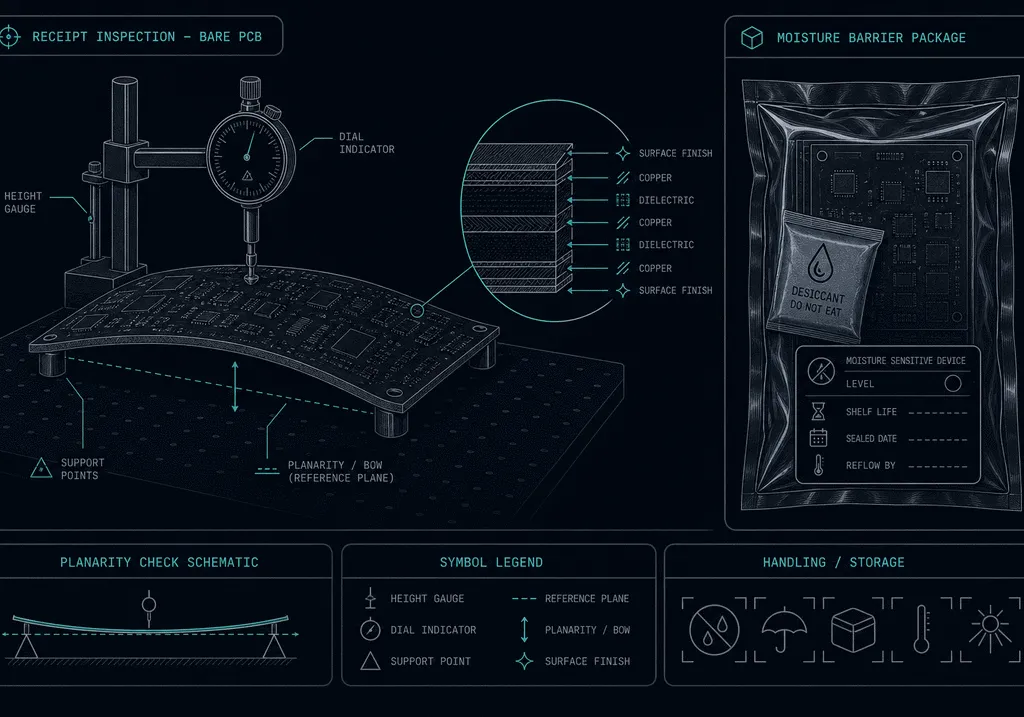 RECEIPT INSPECTION – BARE PCB
DIAL
INDICATOR
HEIGHT
GAUGE
SURFACE FINISH
COPPER
DIELECTRIC
COPPER
DIELECTRIC
COPPER
SURFACE FINISH
SUPPORT
POINTS
PLANARITY / BOW
(REFERENCE PLANE)
MOISTURE BARRIER PACKAGE
DESICCANT
DO NOT EAT
MOISTURE SENSITIVE DEVICE
LEVEL
SHELF LIFE
SEALED DATE
REFLOW BY
PLANARITY CHECK SCHEMATIC
SYMBOL LEGEND
HEIGHT GAUGE
REFERENCE PLANE
DIAL INDICATOR
PLANARITY / BOW
SUPPORT POINT
SURFACE FINISH
HANDLING / STORAGE